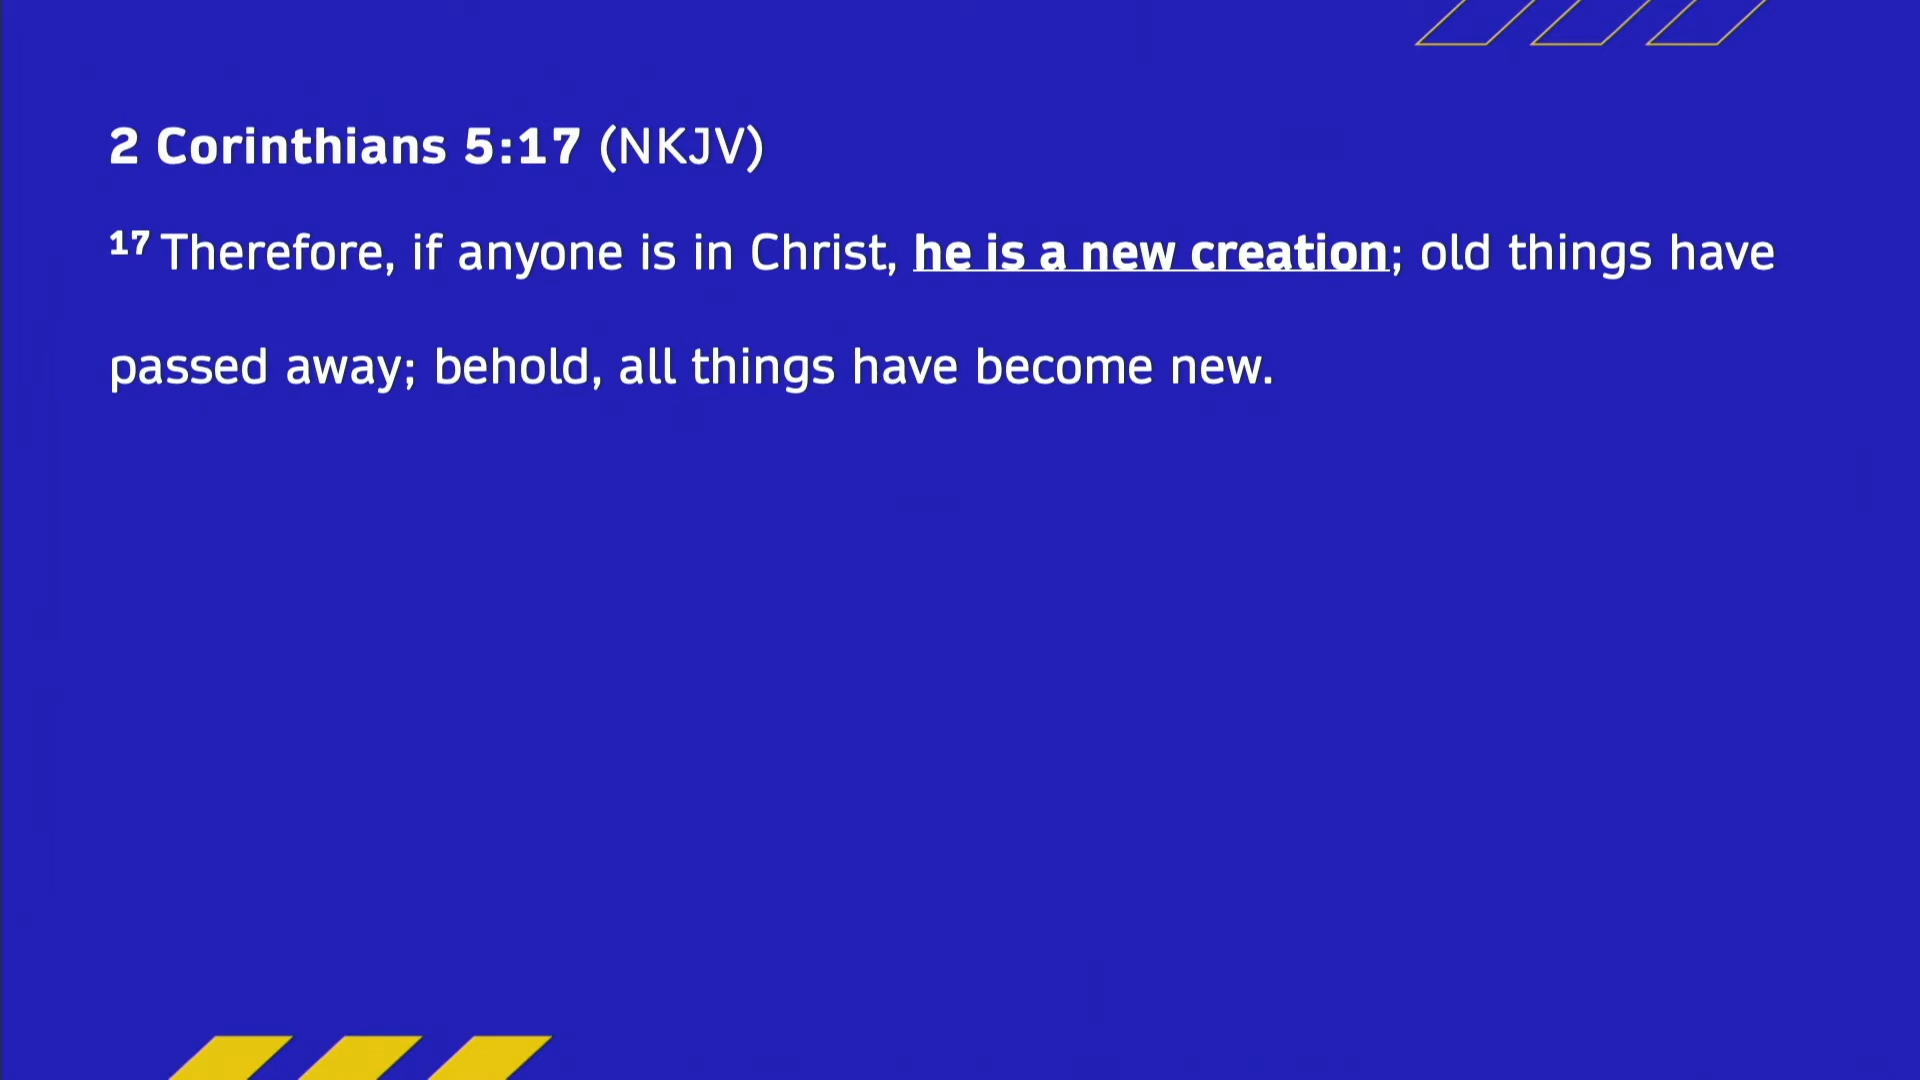 2 Corinthians 5:17 (NKJV)
17 Therefore, if anyone is in Christ, he is a new creation; old things have
passed away; behold, all things have become new.